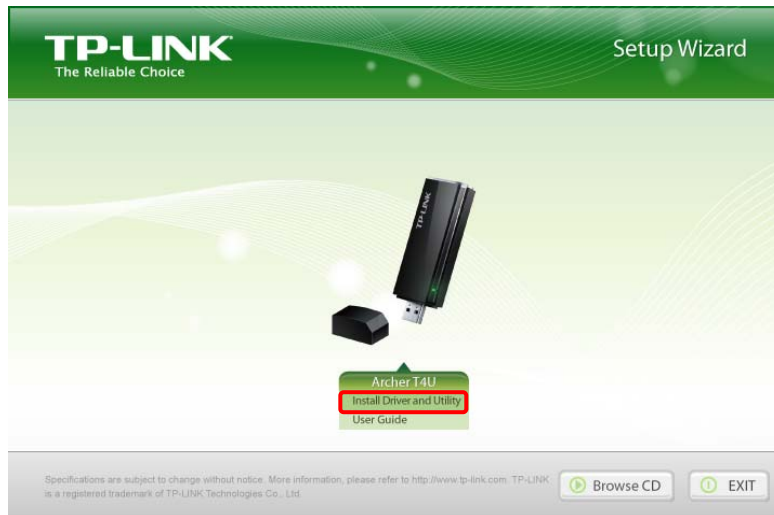 TP-LINK
The Reliable Choice
Setup Wizard
TP-LINK
Archer T4U
Install Driver and Utility
User Guide
Specifications are subject to change without notice. More information, please refer to http://www.tp-link.com. TP-LINK
is a registered trademark of TP-LINK Technologies Co., Ltd.
Browse CD
EXIT